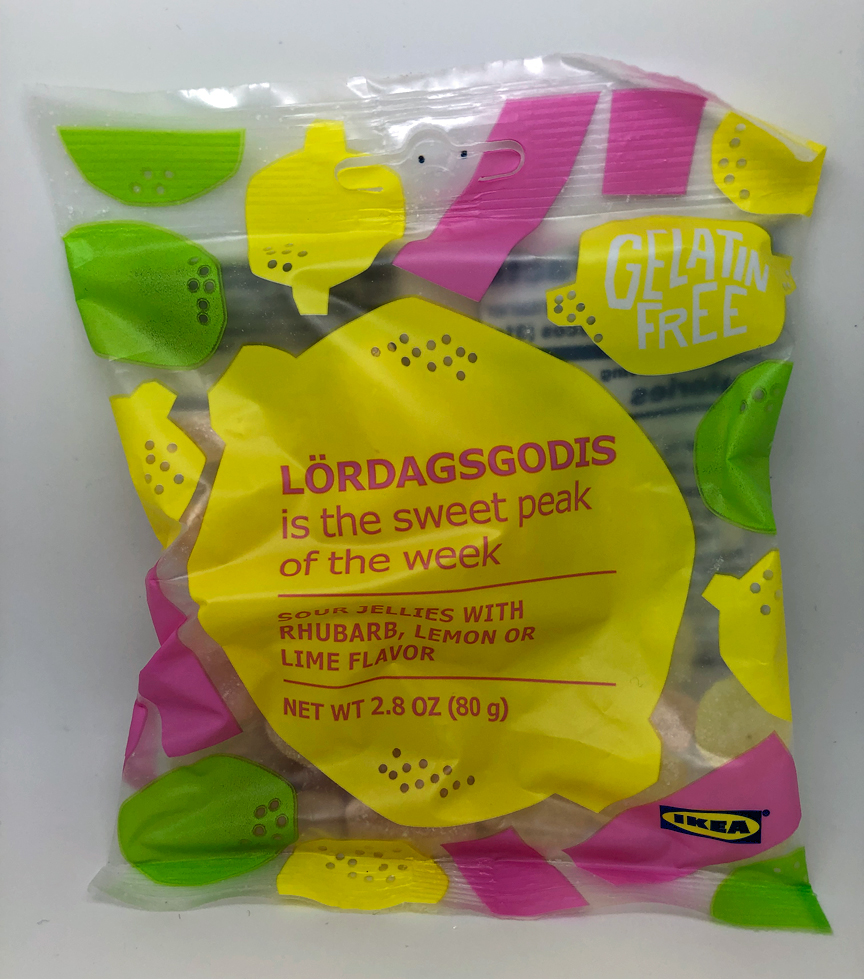 GELATIN
FREE
LÖRDAGSGODIS
is the sweet peak
of the week
SOUR JELLIES WITH
RHUBARB, LEMON OR
LIME FLAVOR
NET WT 2.8 OZ (80 g)
IKEA